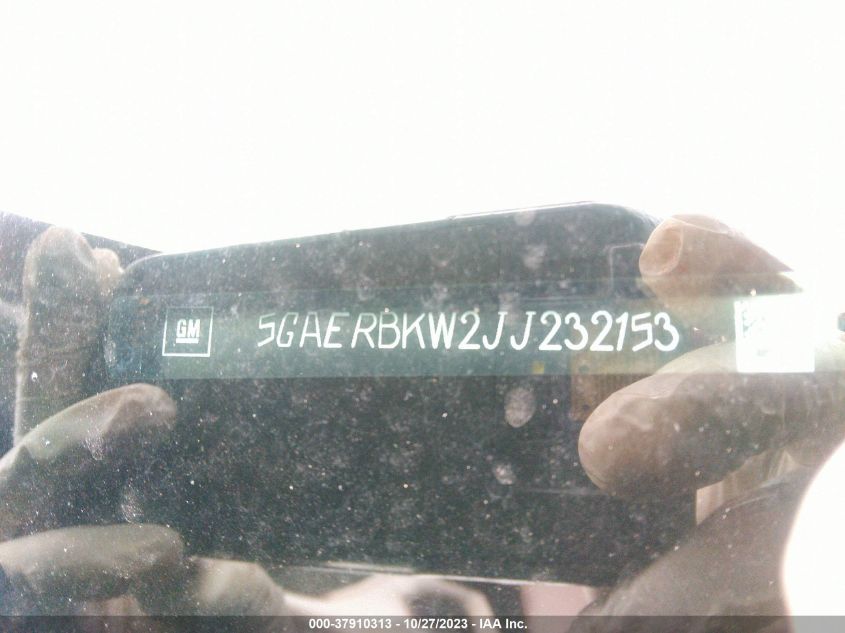 GM 5GAERBKW2JJ232153
000-37910313 - 10/27/2023 - IAA Inc.